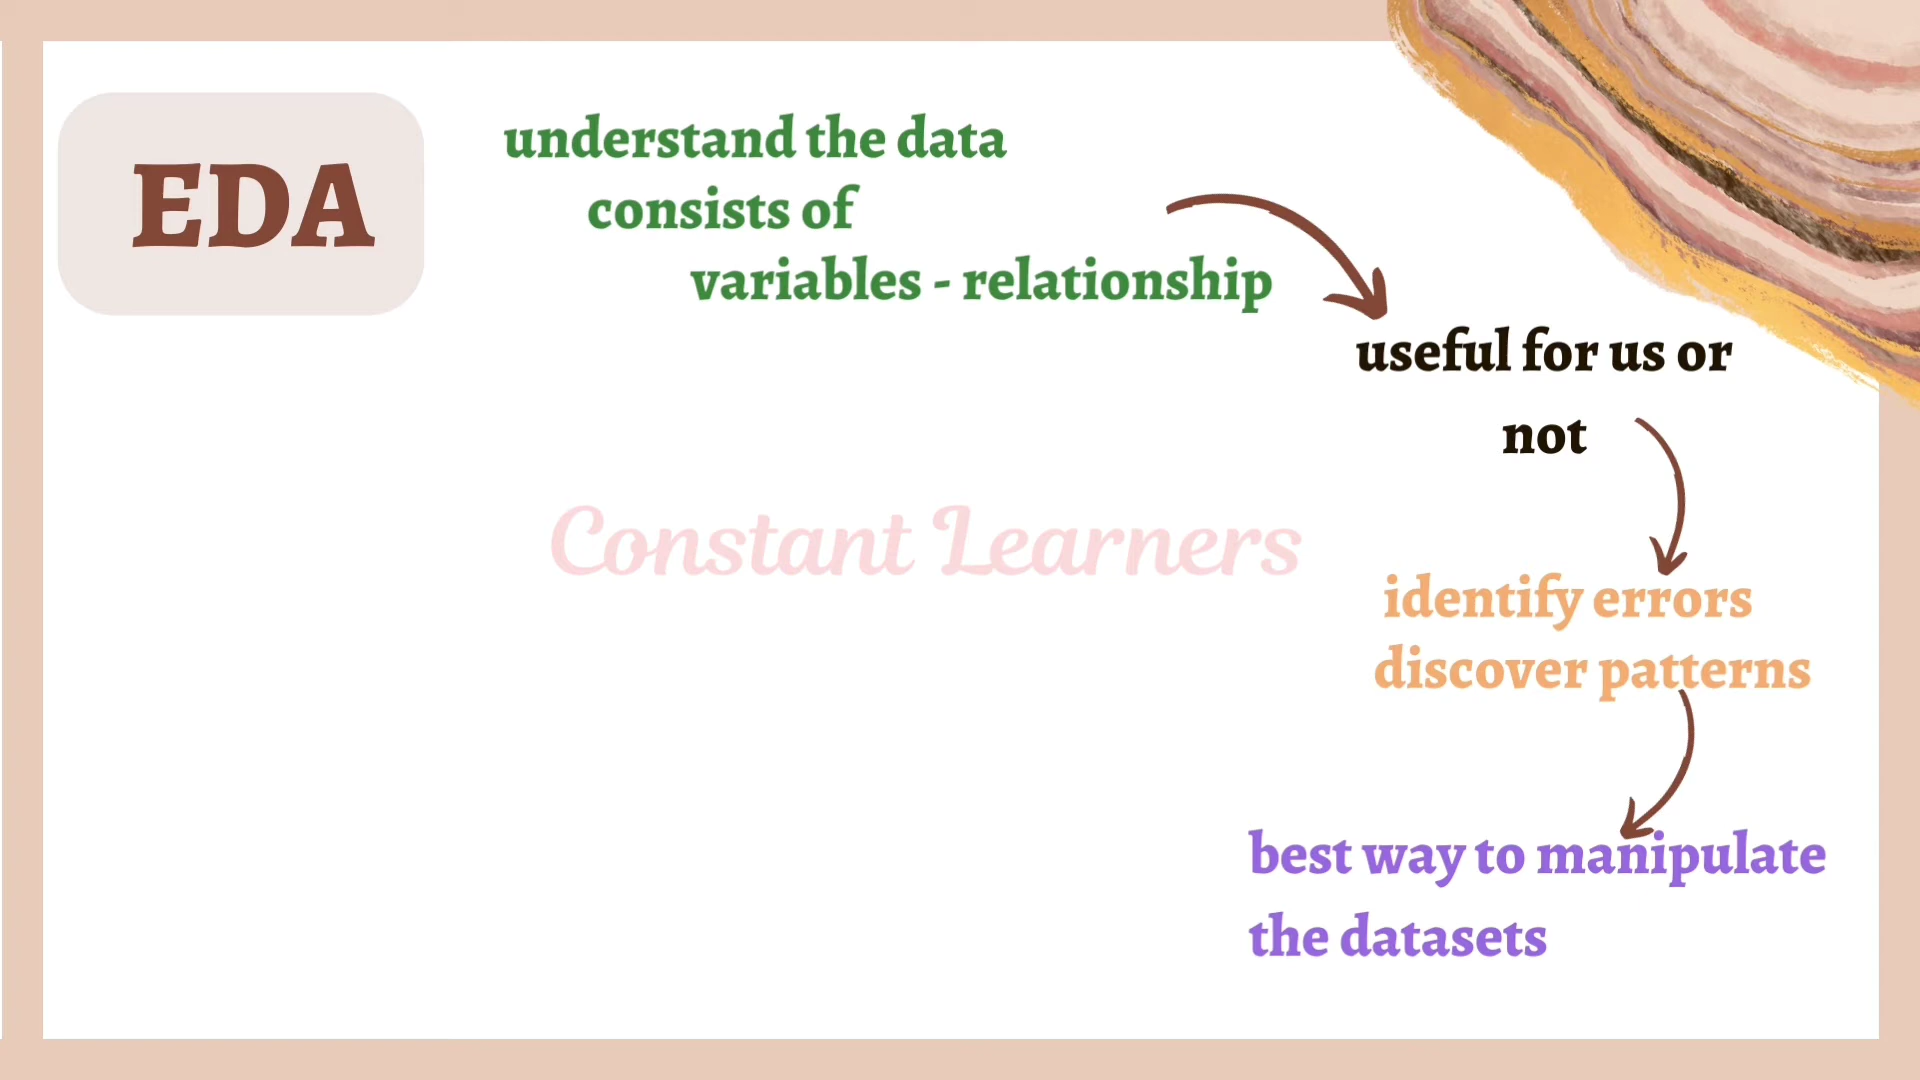 EDA
understand the data
consists of
variables - relationship
useful for us or
not
Constant Learners
identify errors
discover patterns
best way to manipulate
the datasets